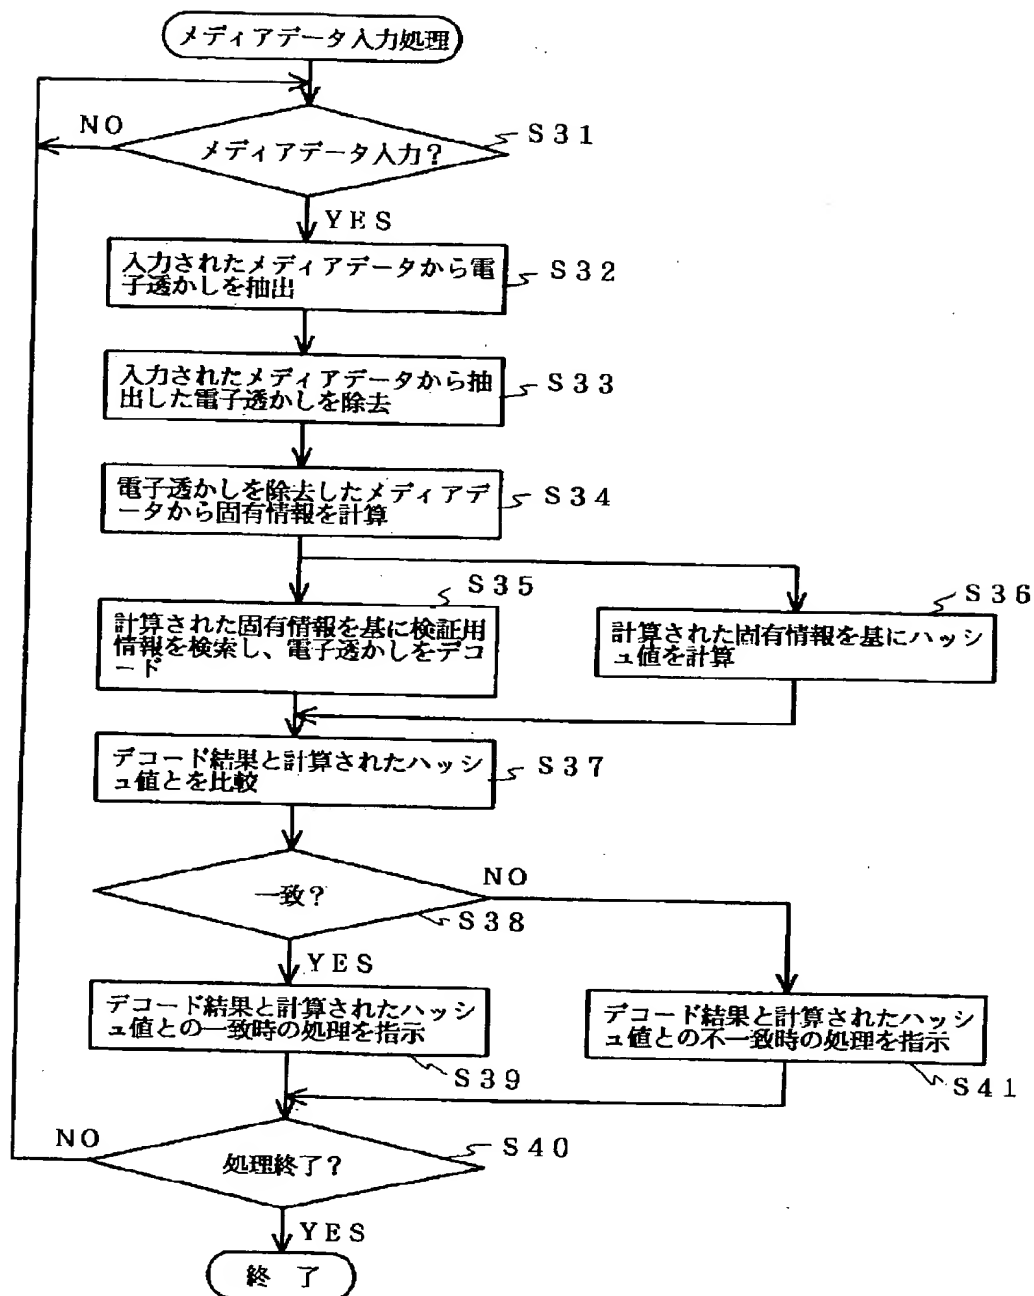 メディアデータ入力処理
NO
メディアデータ入力?
S31
YES
入力されたメディアデータから電
子透かしを抽出
S32
入力されたメディアデータから抽
出した電子透かしを除去
S33
電子透かしを除去したメディアデ
ータから固有情報を計算
S34
S35
計算された固有情報を基に検証用
情報を検索し、電子透かしをデコ
ード
S36
計算された固有情報を基にハッシ
ュ値を計算
デコード結果と計算されたハッシ
ュ値とを比較
S37
一致?
NO
S38
YES
デコード結果と計算されたハッシ
ュ値との一致時の処理を指示
S39
デコード結果と計算されたハッシ
ュ値との不一致時の処理を指示
S41
NO
処理終了?
S40
YES
終 了